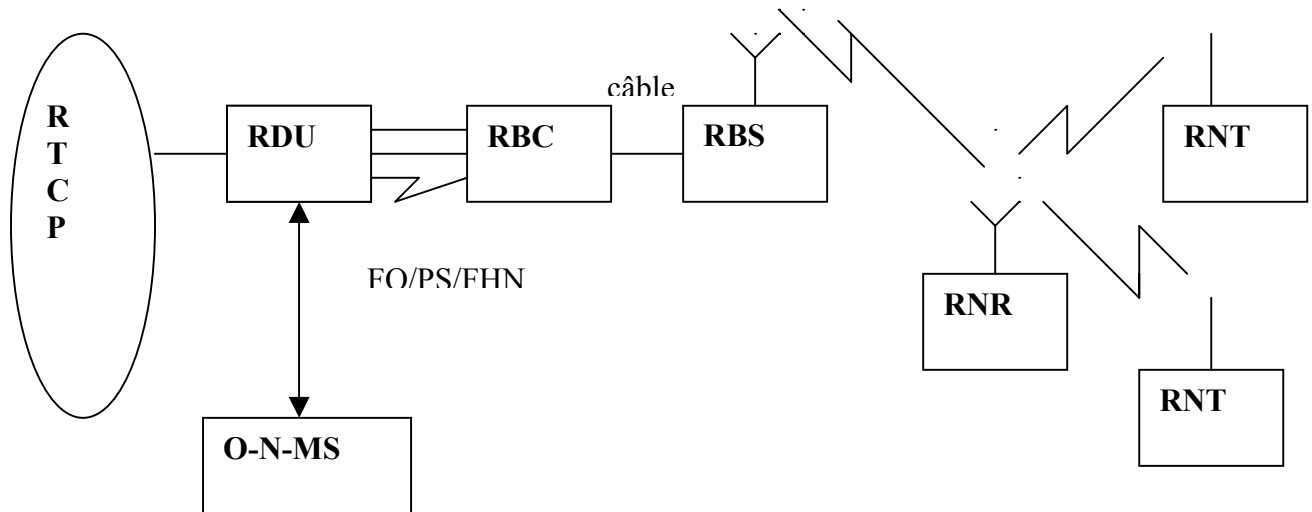 R
T
C
P
RDU
RBC
câble
RBS
RNT
FO/PS/FHN
RNR
RNT
O-N-MS